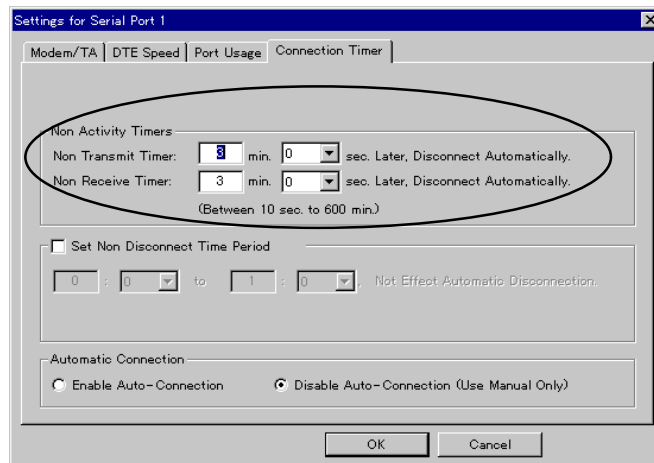 Settings for Serial Port 1
Modem/TA DTE Speed Port Usage Connection Timer
Non Activity Timers
Non Transmit Timer: 3 min. 0 sec. Later, Disconnect Automatically.
Non Receive Timer: 3 min. 0 sec. Later, Disconnect Automatically.
(Between 10 sec. to 600 min.)
Set Non Disconnect Time Period
0 : 0 to 1 : 0 . Not Effect Automatic Disconnection.
Automatic Connection
Enable Auto-Connection Disable Auto-Connection (Use Manual Only)
OK Cancel